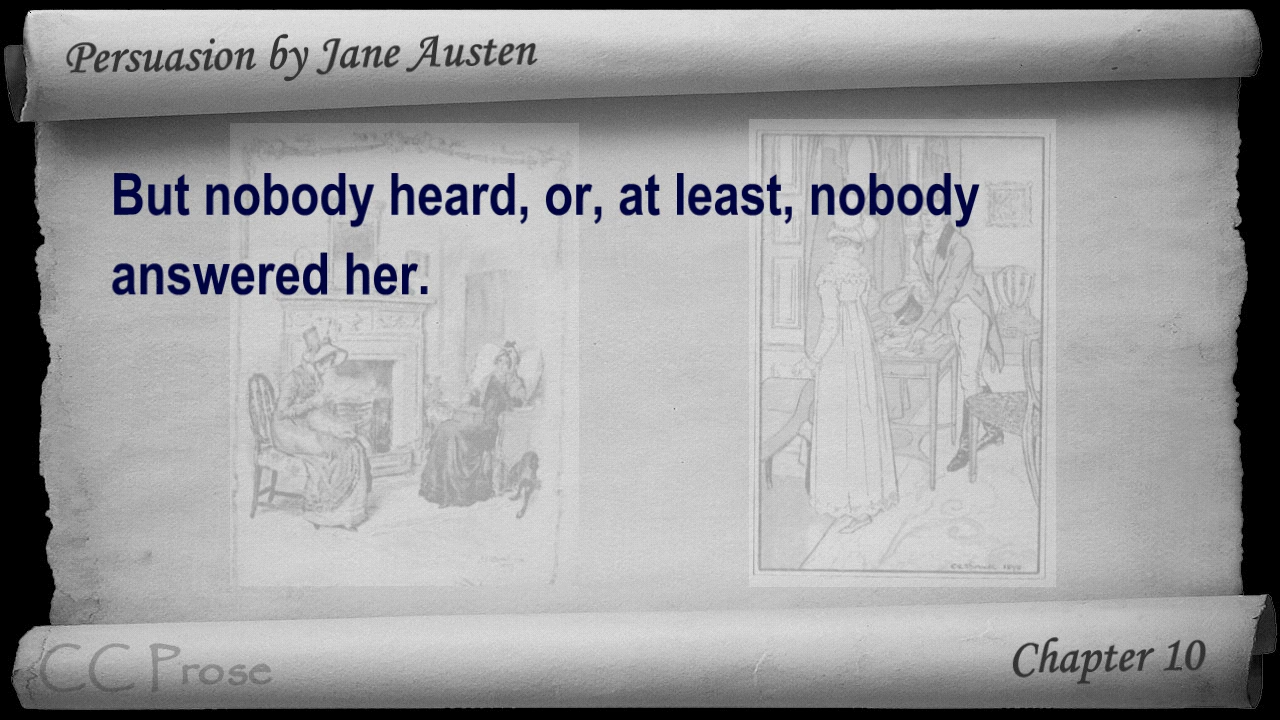 Persuasion by Jane Austen
But nobody heard, or, at least, nobody
answered her.
CC Prose
Chapter 10